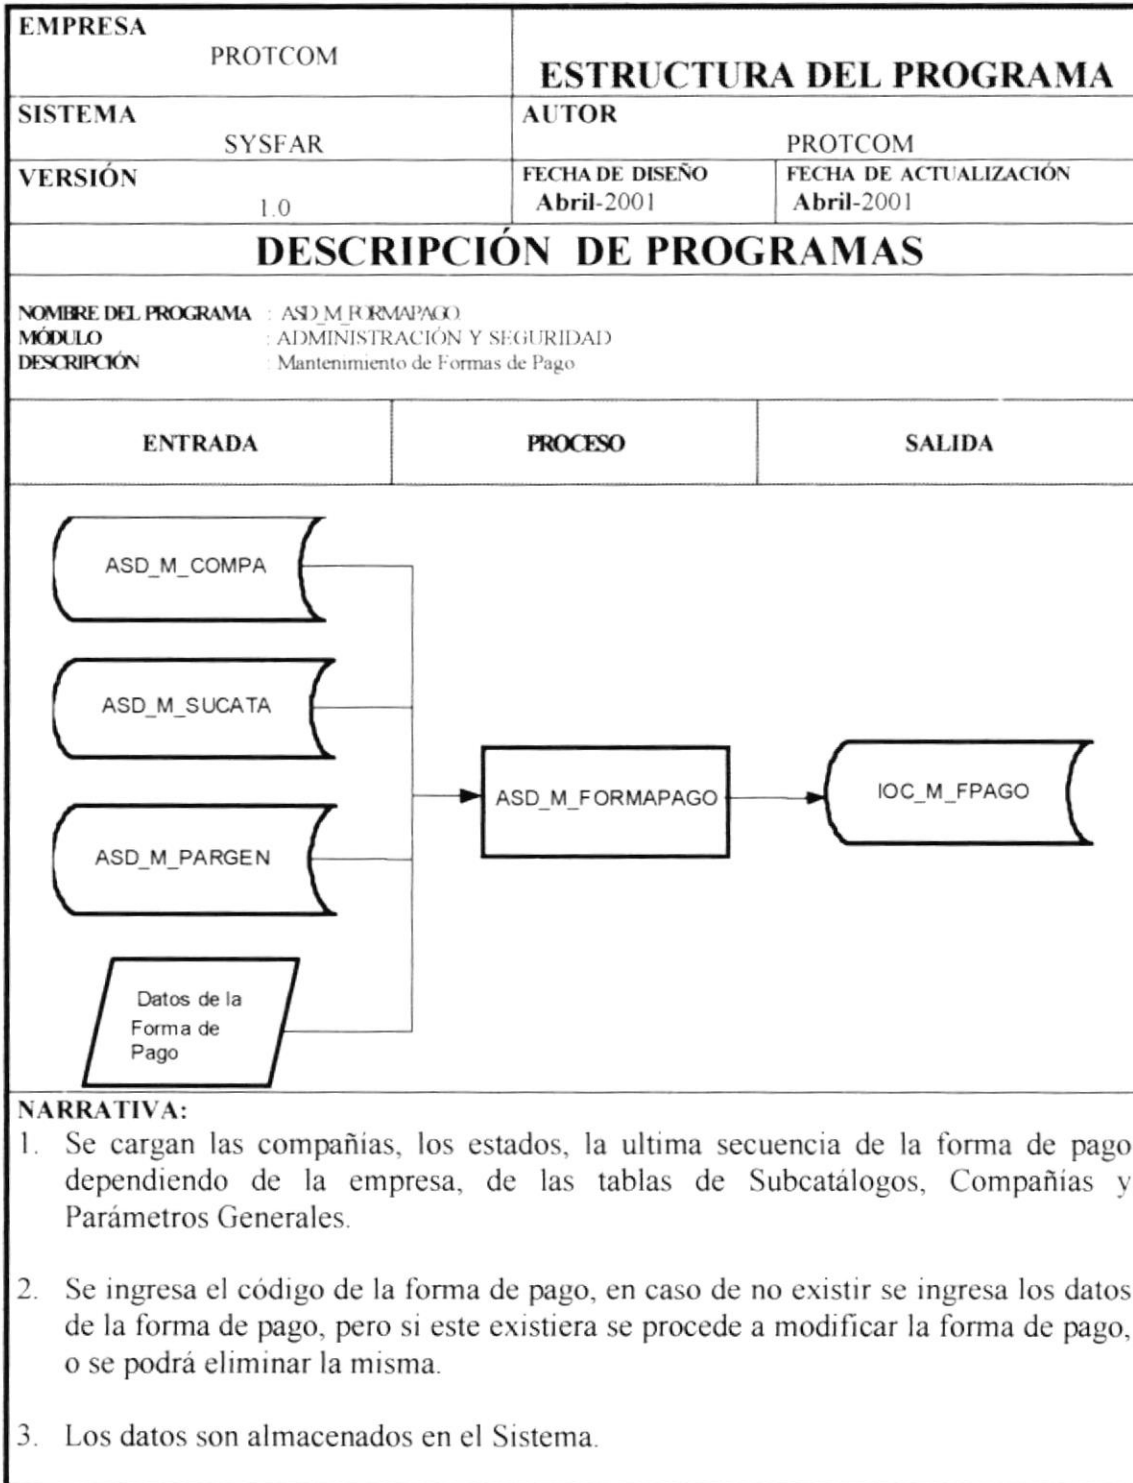 EMPRESA
PROTCOM
ESTRUCTURA DEL PROGRAMA
SISTEMA
SYSFAR
AUTOR
PROTCOM
VERSIÓN
1.0
FECHA DE DISEÑO
Abril-2001
FECHA DE ACTUALIZACIÓN
Abril-2001
DESCRIPCIÓN DE PROGRAMAS
NOMBRE DEL PROGRAMA : ASD_M_FORMAPAGO.
MÓDULO : ADMINISTRACIÓN Y SEGURIDAD
DESCRIPCIÓN : Mantenimiento de Formas de Pago
ENTRADA
PROCESO
SALIDA
ASD_M_COMPA
ASD_M_SUCATA
ASD_M_PARGEN
Datos de la
Forma de
Pago
ASD_M_FORMAPAGO
IOC_M_FPAGO
NARRATIVA:
1. Se cargan las compañías, los estados, la ultima secuencia de la forma de pago
dependiendo de la empresa, de las tablas de Subcatálogos, Compañías y
Parámetros Generales.
2. Se ingresa el código de la forma de pago, en caso de no existir se ingresa los datos
de la forma de pago, pero si este existiera se procede a modificar la forma de pago,
o se podrá eliminar la misma.
3. Los datos son almacenados en el Sistema.